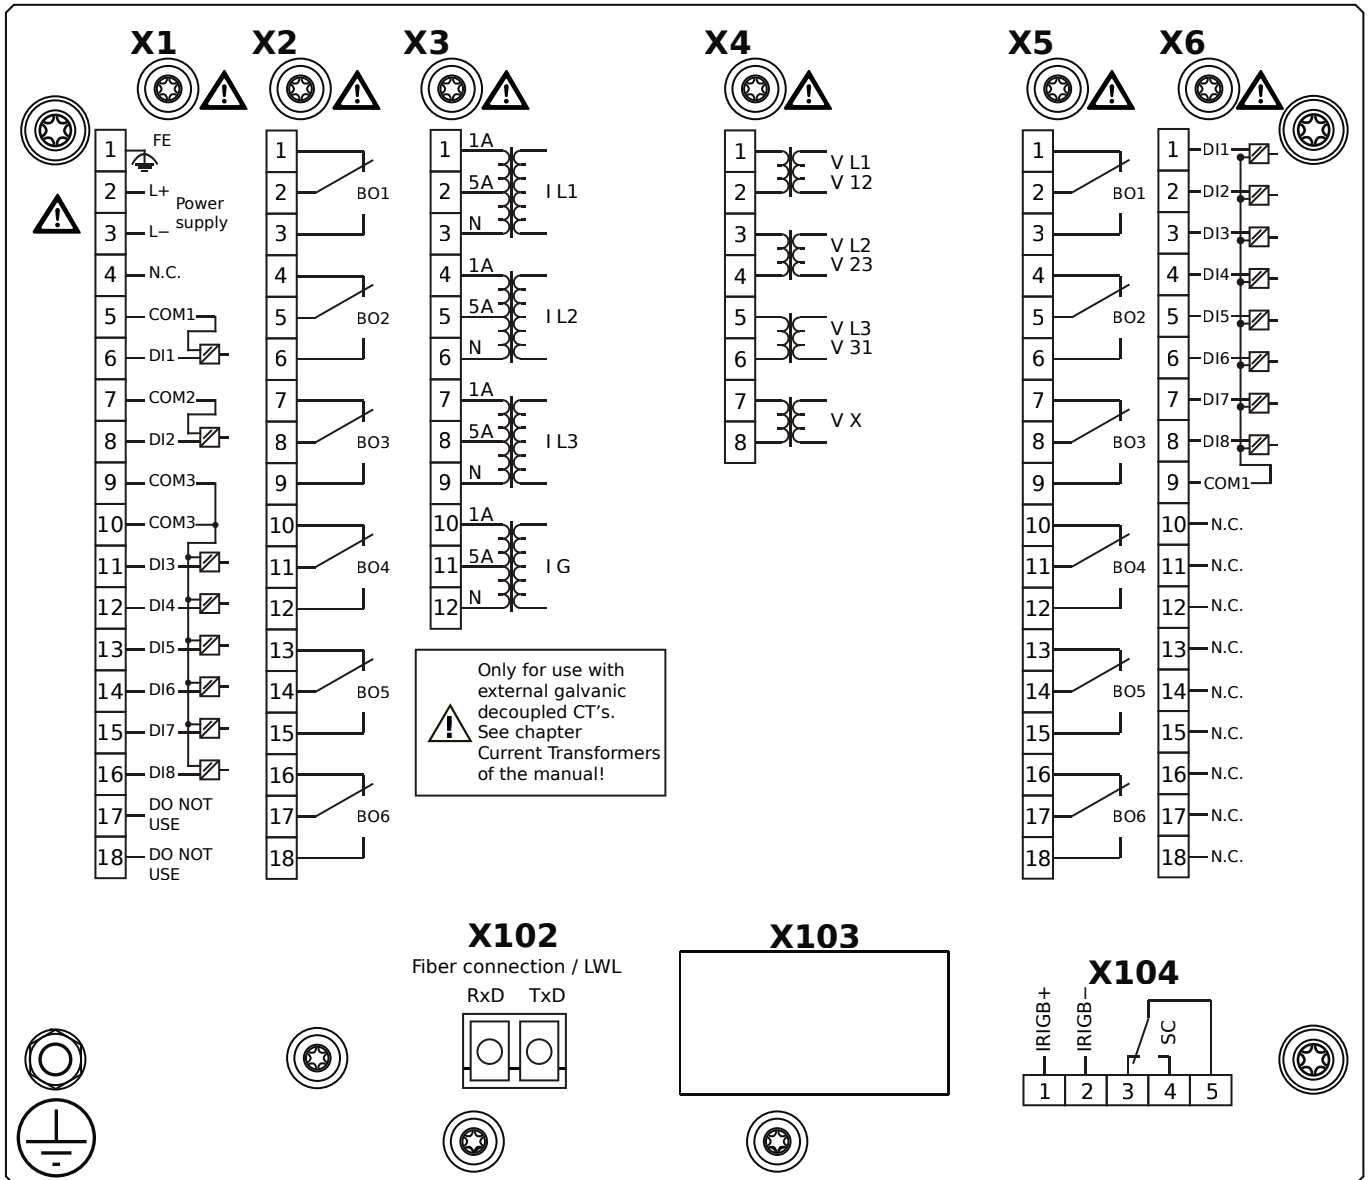 X1 X2 X3 X4 X5 X6
1 FE
2 L+
Power
supply
3 L−
4 N.C.
5 COM1
6 DI1
7 COM2
8 DI2
9 COM3
10 COM3
11 DI3
12 DI4
13 DI5
14 DI6
15 DI7
16 DI8
17 DO NOT
USE
18 DO NOT
USE
1
2 BO1
3
4
5 BO2
6
7
8 BO3
9
10
11 BO4
12
13
14 BO5
15
16
17 BO6
18
1 1A
2 5A I L1
3 N
4 1A
5 5A I L2
6 N
7 1A
8 5A I L3
9 N
10 1A
11 5A I G
12 N
Only for use with
external galvanic
decoupled CT's.
See chapter
Current Transformers
of the manual!
1 V L1
2 V 12
3 V L2
4 V 23
5 V L3
6 V 31
7 V X
8
1
2 BO1
3
4
5 BO2
6
7
8 BO3
9
10
11 BO4
12
13
14 BO5
15
16
17 BO6
18
1 DI1
2 DI2
3 DI3
4 DI4
5 DI5
6 DI6
7 DI7
8 DI8
9 COM1
10 N.C.
11 N.C.
12 N.C.
13 N.C.
14 N.C.
15 N.C.
16 N.C.
17 N.C.
18 N.C.
X102
Fiber connection / LWL
RxD TxD
X103
X104
IRIGB+
IRIGB−
SC
1 2 3 4 5